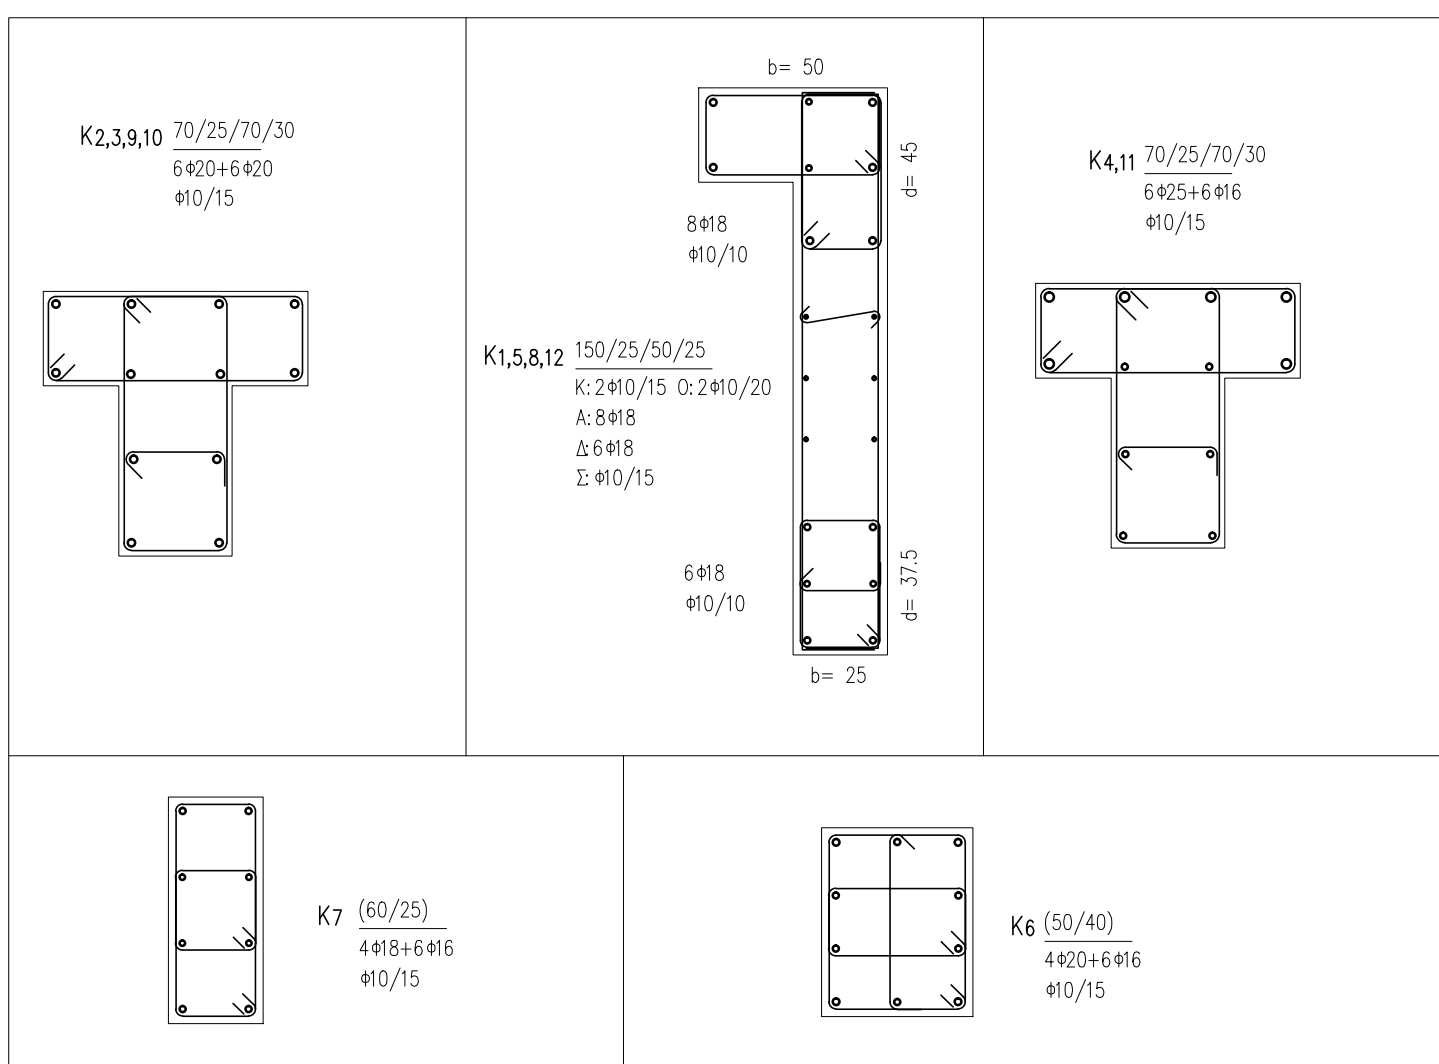 K2,3,9,10 70/25/70/30
6Φ20+6Φ20
Φ10/15
b= 50
d= 45
8Φ18
Φ10/10
K1,5,8,12 150/25/50/25
K: 2Φ10/15 O: 2Φ10/20
A: 8Φ18
Δ: 6Φ18
Σ: Φ10/15
6Φ18
Φ10/10
d= 37.5
b= 25
K4,11 70/25/70/30
6Φ25+6Φ16
Φ10/15
K7 (60/25)
4Φ18+6Φ16
Φ10/15
K6 (50/40)
4Φ20+6Φ16
Φ10/15